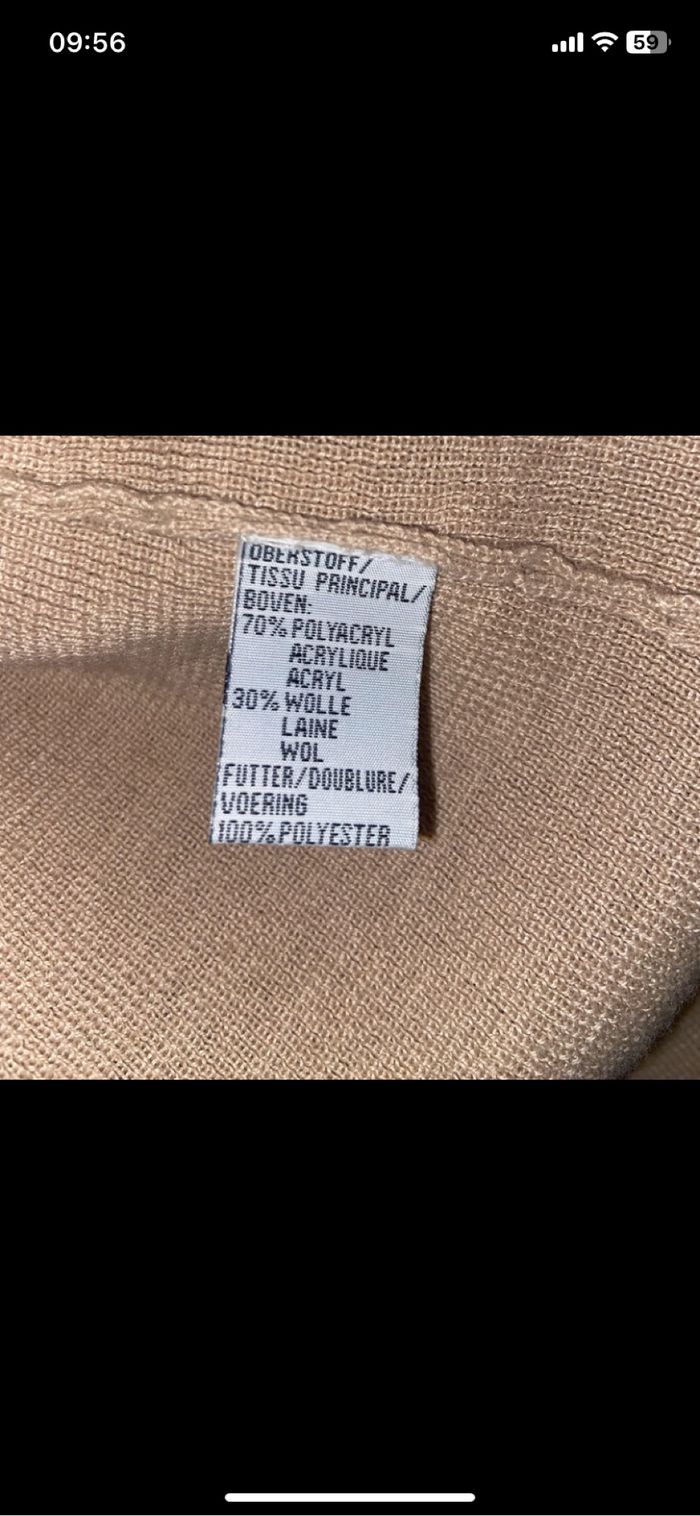 09:56
59
OBERSTOFF/
TISSU PRINCIPAL/
BOVEN:
70% POLYACRYL
ACRYLIQUE
ACRYL
30% WOLLE
LAINE
WOL
FUTTER/DOUBLURE/
VOERING
100% POLYESTER